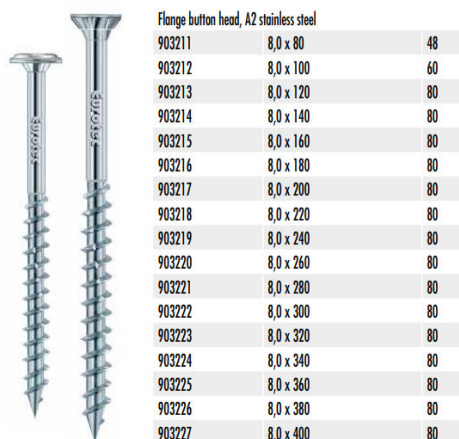 Flange button head, A2 stainless steel
903211 8,0 x 80 48
903212 8,0 x 100 60
903213 8,0 x 120 80
903214 8,0 x 140 80
903215 8,0 x 160 80
903216 8,0 x 180 80
903217 8,0 x 200 80
903218 8,0 x 220 80
903219 8,0 x 240 80
903220 8,0 x 260 80
903221 8,0 x 280 80
903222 8,0 x 300 80
903223 8,0 x 320 80
903224 8,0 x 340 80
903225 8,0 x 360 80
903226 8,0 x 380 80
903227 8,0 x 400 80
Eurotec
Eurotec